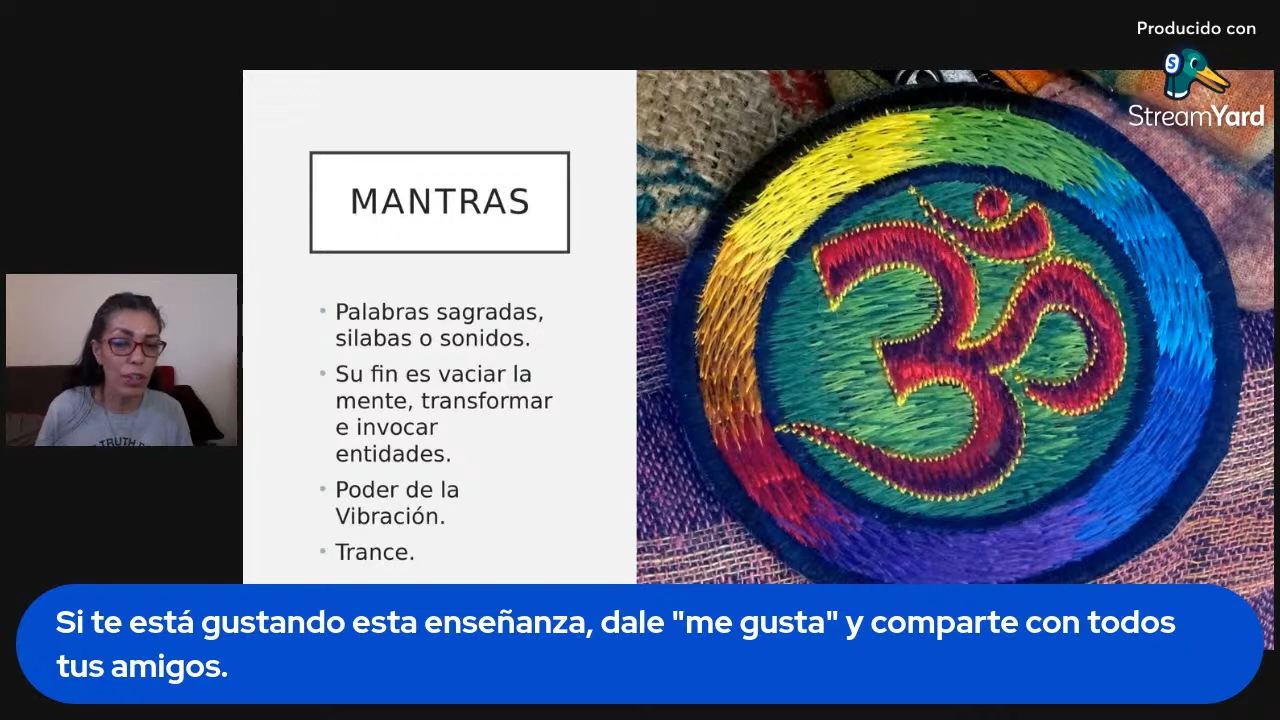 Producido con
StreamYard
MANTRAS
• Palabras sagradas,
silabas o sonidos.
• Su fin es vaciar la
mente, transformar
e invocar
entidades.
• Poder de la
Vibración.
• Trance.
TRUTH
Si te está gustando esta enseñanza, dale "me gusta" y comparte con todos
tus amigos.